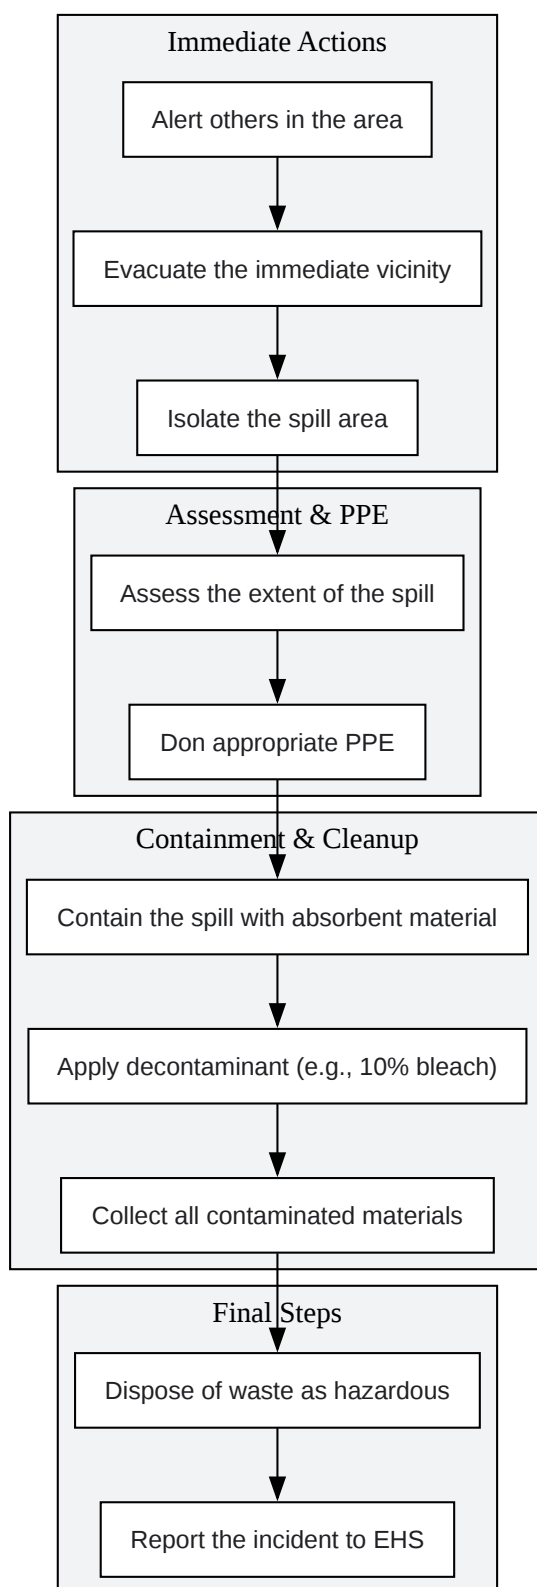 Immediate Actions
Alert others in the area
Evacuate the immediate vicinity
Isolate the spill area
Assessment & PPE
Assess the extent of the spill
Don appropriate PPE
Containment & Cleanup
Contain the spill with absorbent material
Apply decontaminant (e.g., 10% bleach)
Collect all contaminated materials
Final Steps
Dispose of waste as hazardous
Report the incident to EHS